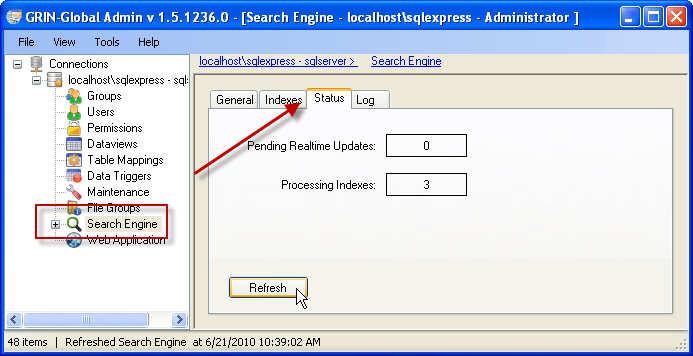 GRIN-Global Admin v 1.5.1236.0 - [Search Engine - localhost\sqlexpress - Administrator ]
File View Tools Help
Connections
localhost\sqlexpress - sqls
Groups
Users
Permissions
Dataviews
Table Mappings
Data Triggers
Maintenance
File Groups
Search Engine
Web Application
localhost\sqlexpress - sqlserver > Search Engine
General Indexes Status Log
Pending Realtime Updates: 0
Processing Indexes: 3
Refresh
48 items Refreshed Search Engine at 6/21/2010 10:39:02 AM